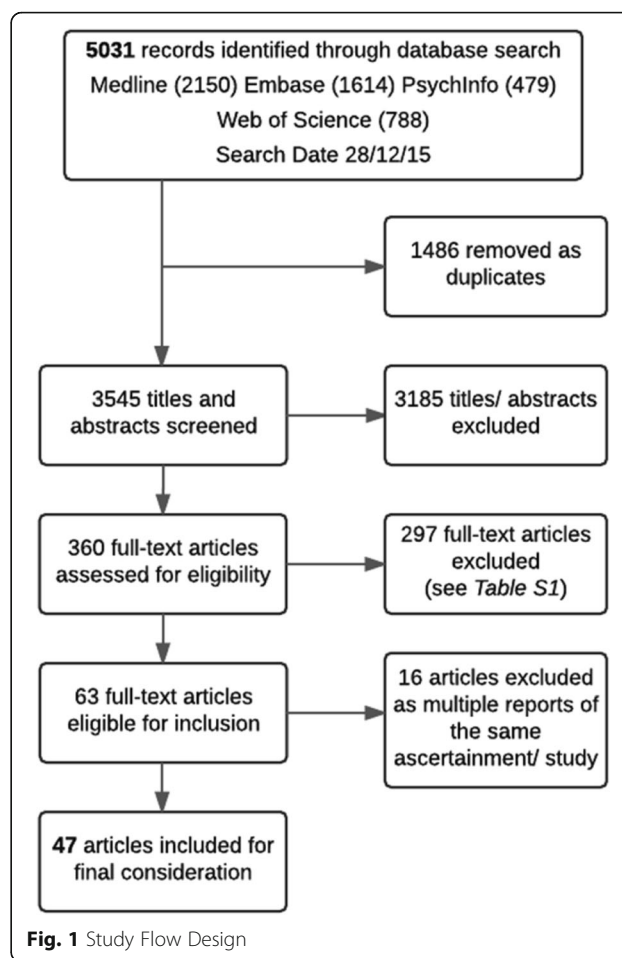 5031 records identified through database search
Medline (2150) Embase (1614) PsychInfo (479)
Web of Science (788)
Search Date 28/12/15
1486 removed as
duplicates
3545 titles and
abstracts screened
3185 titles/ abstracts
excluded
360 full-text articles
assessed for eligibility
297 full-text articles
excluded
(see Table S1)
63 full-text articles
eligible for inclusion
16 articles excluded
as multiple reports of
the same
ascertainment/ study
47 articles included for
final consideration
Fig. 1 Study Flow Design